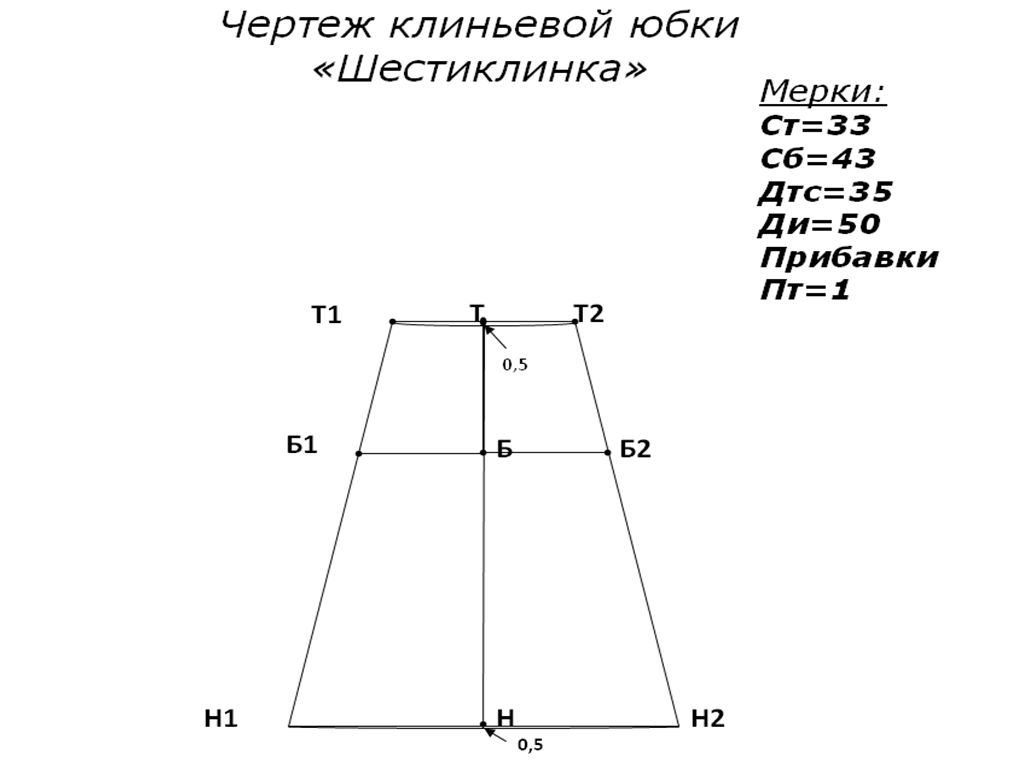 Чертеж клиньевой юбки
«Шестиклинка»
Мерки:
Ст=33
Сб=43
Дтс=35
Ди=50
Прибавки
Пт=1
Т1 Т Т2
0,5
Б1 Б Б2
Н1 Н Н2
0,5